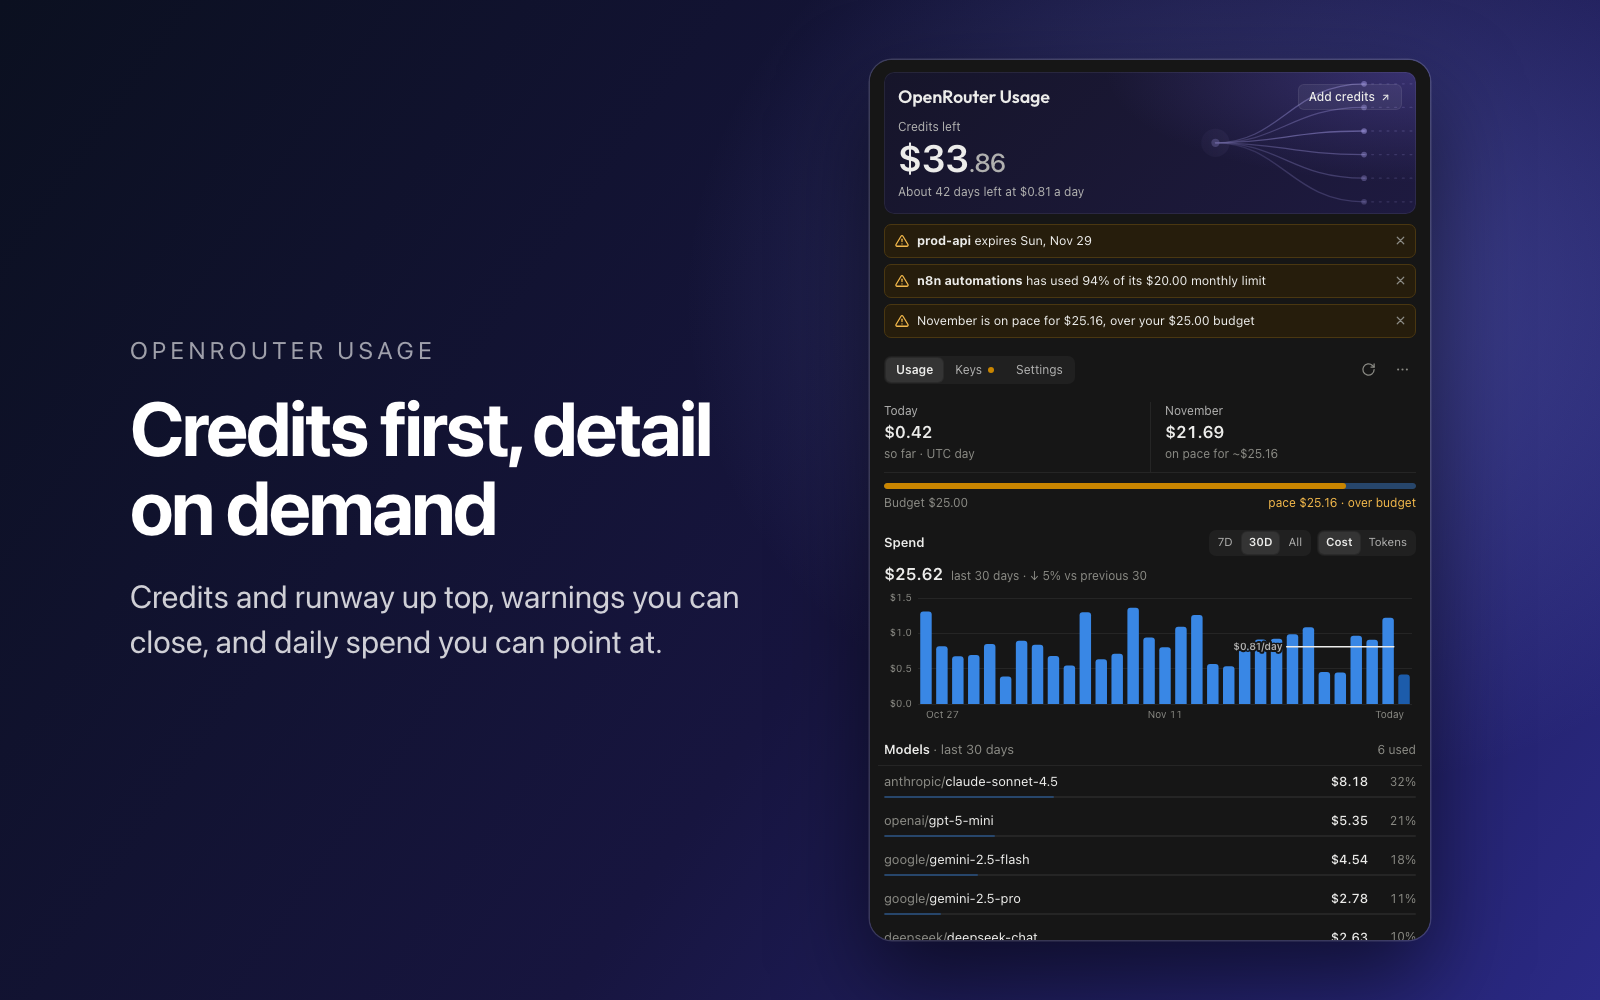 OPENROUTER USAGE
Credits first, detail
on demand
Credits and runway up top, warnings you can
close, and daily spend you can point at.
OpenRouter Usage
Add credits ↗
Credits left
$33.86
About 42 days left at $0.81 a day
prod-api expires Sun, Nov 29
n8n automations has used 94% of its $20.00 monthly limit
November is on pace for $25.16, over your $25.00 budget
Usage Keys Settings
Today
$0.42
so far · UTC day
November
$21.69
on pace for ~$25.16
Budget $25.00
pace $25.16 · over budget
Spend
7D 30D All
Cost Tokens
$25.62 last 30 days · ↓ 5% vs previous 30
$1.5
$1.0
$0.5
$0.0
$0.81/day
Oct 27
Nov 11
Today
Models · last 30 days
6 used
anthropic/claude-sonnet-4.5 $8.18 32%
openai/gpt-5-mini $5.35 21%
google/gemini-2.5-flash $4.54 18%
google/gemini-2.5-pro $2.78 11%
deepseek/deepseek-chat $2.63 10%